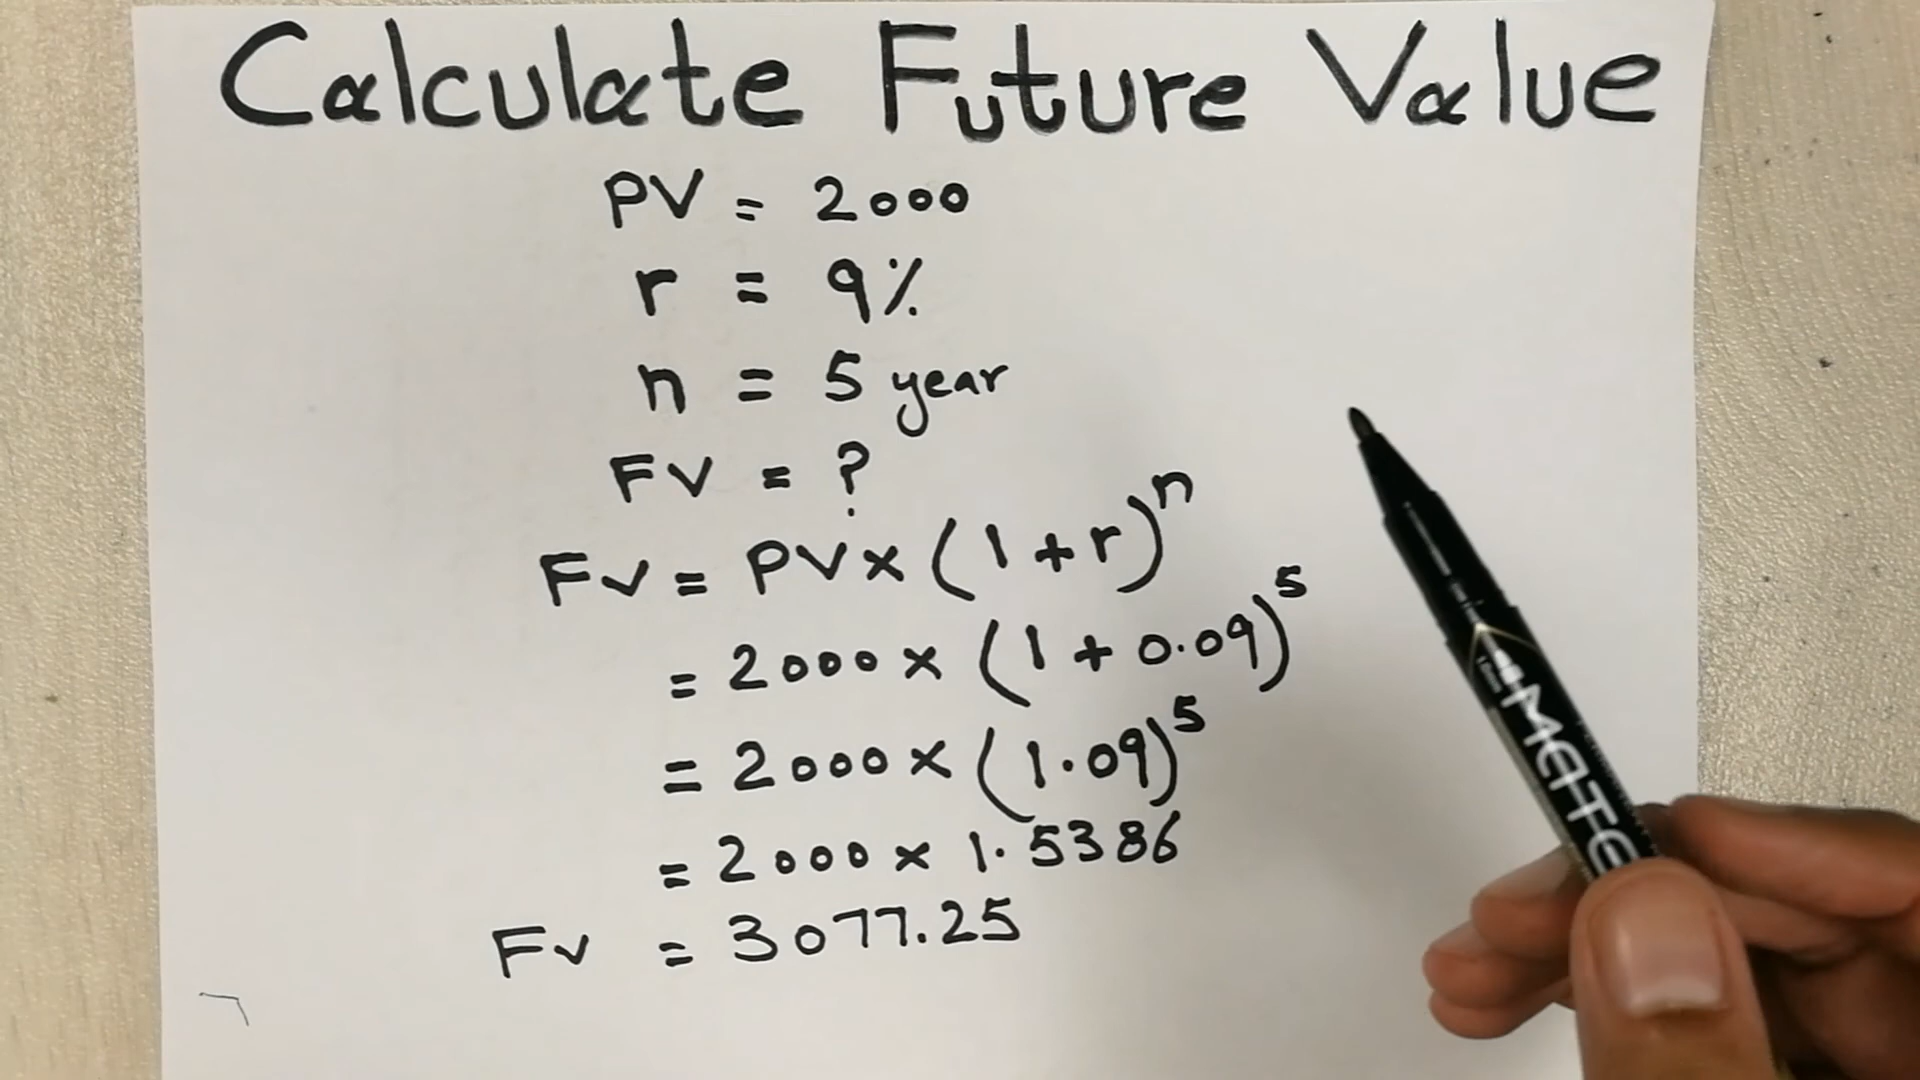 Calculate Future Value
PV = 2000
r = 9%
n = 5 year
FV = ?
FV = PV × (1 + r)^n
= 2000 × (1 + 0.09)^5
= 2000 × (1.09)^5
= 2000 × 1.5386
FV = 3077.25